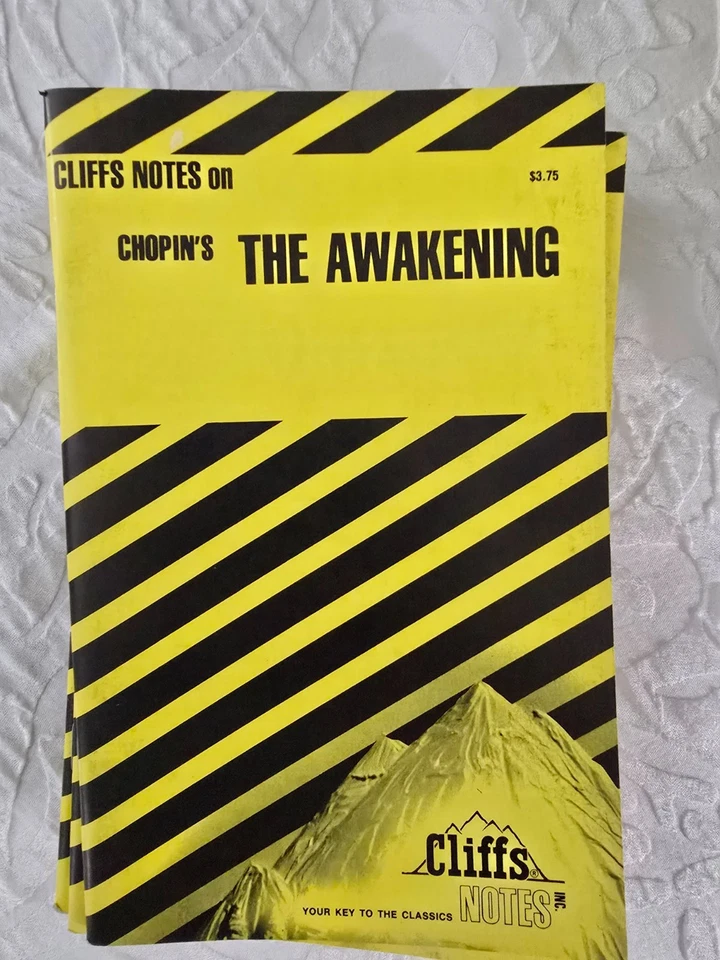 CLIFFS NOTES on
$3.75
CHOPIN'S THE AWAKENING
Cliffs®
YOUR KEY TO THE CLASSICS NOTES INC.